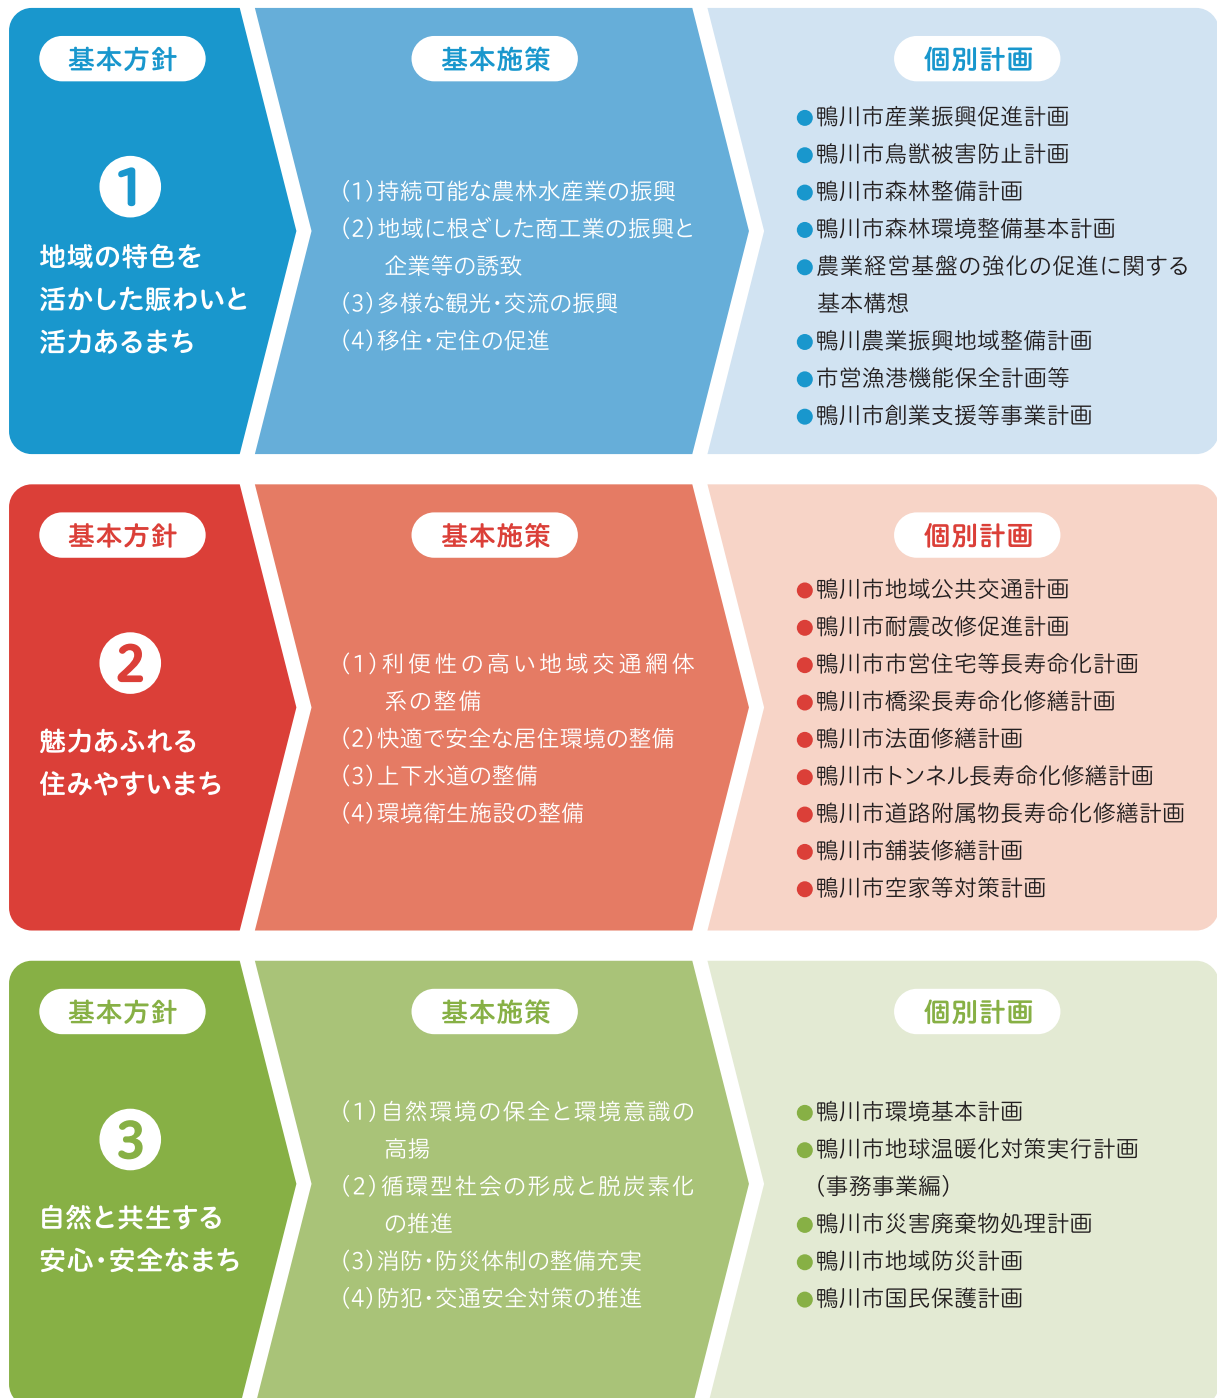 基本方針
❶
地域の特色を
活かした賑わいと
活力あるまち
基本施策
(1)持続可能な農林水産業の振興
(2)地域に根ざした商工業の振興と
企業等の誘致
(3)多様な観光・交流の振興
(4)移住・定住の促進
個別計画
●鴨川市産業振興促進計画
●鴨川市鳥獣被害防止計画
●鴨川市森林整備計画
●鴨川市森林環境整備基本計画
●農業経営基盤の強化の促進に関する
基本構想
●鴨川農業振興地域整備計画
●市営漁港機能保全計画等
●鴨川市創業支援等事業計画
基本方針
❷
魅力あふれる
住みやすいまち
基本施策
(1)利便性の高い地域交通網体
系の整備
(2)快適で安全な居住環境の整備
(3)上下水道の整備
(4)環境衛生施設の整備
個別計画
●鴨川市地域公共交通計画
●鴨川市耐震改修促進計画
●鴨川市市営住宅等長寿命化計画
●鴨川市橋梁長寿命化修繕計画
●鴨川市法面修繕計画
●鴨川市トンネル長寿命化修繕計画
●鴨川市道路附属物長寿命化修繕計画
●鴨川市舗装修繕計画
●鴨川市空家等対策計画
基本方針
❸
自然と共生する
安心・安全なまち
基本施策
(1)自然環境の保全と環境意識の
高揚
(2)循環型社会の形成と脱炭素化
の推進
(3)消防・防災体制の整備充実
(4)防犯・交通安全対策の推進
個別計画
●鴨川市環境基本計画
●鴨川市地球温暖化対策実行計画
(事務事業編)
●鴨川市災害廃棄物処理計画
●鴨川市地域防災計画
●鴨川市国民保護計画